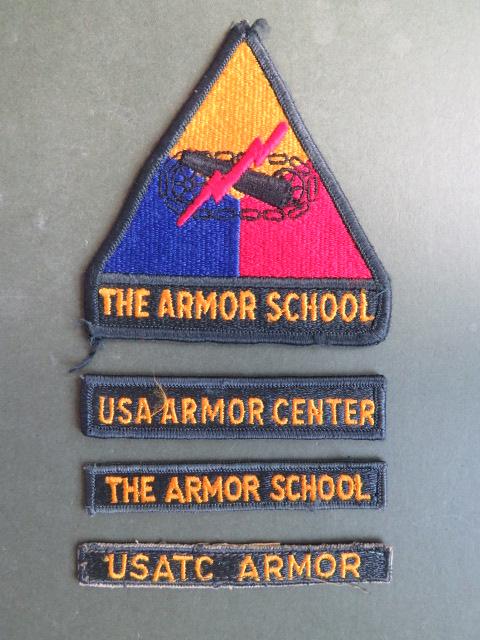 THE ARMOR SCHOOL
USA ARMOR CENTER
THE ARMOR SCHOOL
USATC ARMOR